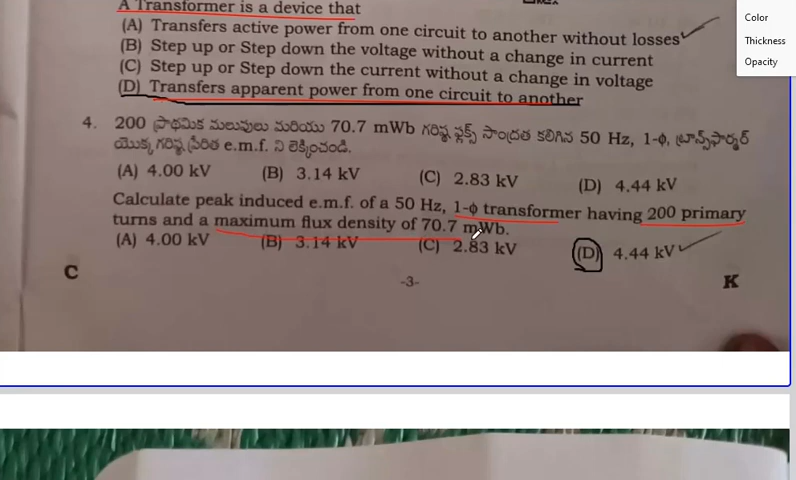 A Transformer is a device that
(A) Transfers active power from one circuit to another without losses
(B) Step up or Step down the voltage without a change in current
(C) Step up or Step down the current without a change in voltage
(D) Transfers apparent power from one circuit to another
4. 200 ప్రాథమిక మలుపులు మరియు 70.7 mWb గరిష్ఠ ఫ్లక్స్ సాంద్రత కలిగిన 50 Hz, 1-ϕ, ట్రాన్స్‌ఫార్మర్
యొక్క గరిష్ఠ ప్రేరిత e.m.f. ని లెక్కించండి.
(A) 4.00 kV (B) 3.14 kV (C) 2.83 kV (D) 4.44 kV
Calculate peak induced e.m.f. of a 50 Hz, 1-ϕ transformer having 200 primary
turns and a maximum flux density of 70.7 mWb.
(A) 4.00 kV (B) 3.14 kV (C) 2.83 kV (D) 4.44 kV
C -3- K
Color
Thickness
Opacity